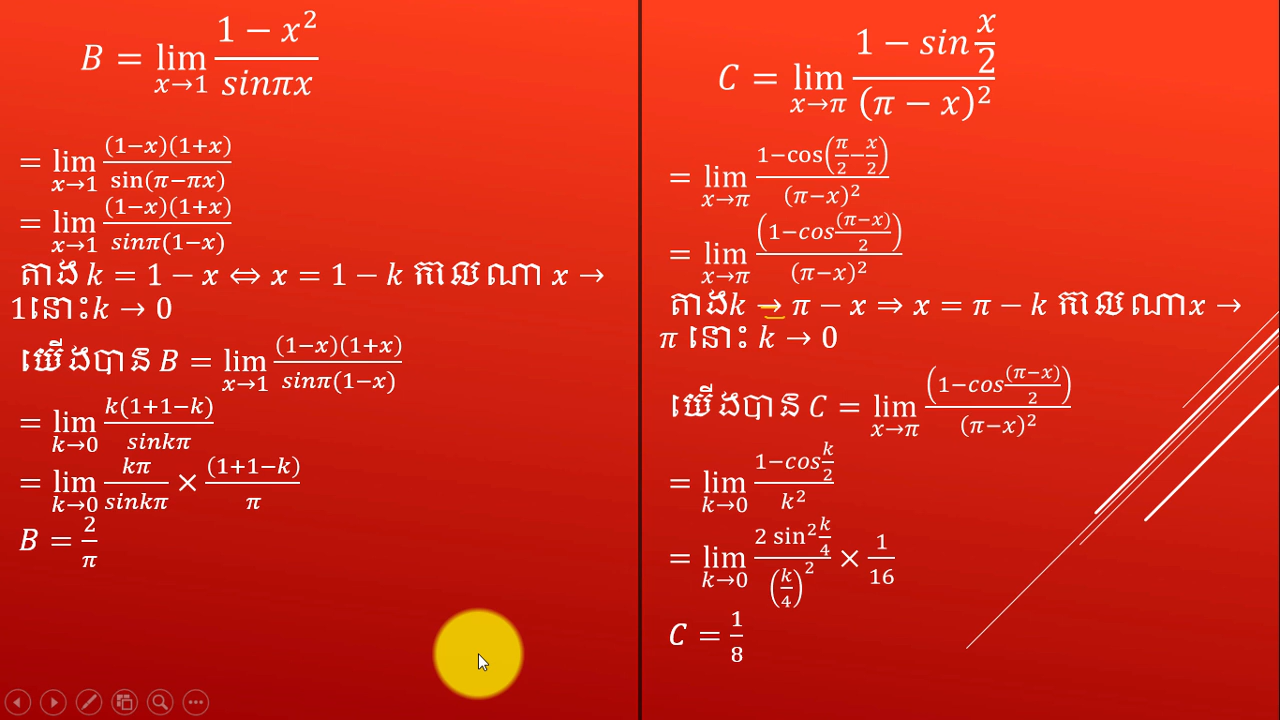 B = lim_{x→1} (1 − x²)/(sinπx)
= lim_{x→1} ((1−x)(1+x))/(sin(π−πx))
= lim_{x→1} ((1−x)(1+x))/(sinπ(1−x))
តាង k = 1 − x ⇔ x = 1 − k កាលណា x →
1នោះ k → 0
យើងបាន B = lim_{x→1} ((1−x)(1+x))/(sinπ(1−x))
= lim_{k→0} (k(1+1−k))/(sinkπ)
= lim_{k→0} (kπ)/(sinkπ) × ((1+1−k))/π
B = 2/π
C = lim_{x→π} (1 − sin x/2)/((π − x)²)
= lim_{x→π} (1−cos(π/2−x/2))/((π−x)²)
= lim_{x→π} ((1−cos (π−x)/2))/((π−x)²)
តាងk → π − x ⇒ x = π − k កាលណាx →
π នោះ k → 0
យើងបាន C = lim_{x→π} ((1−cos (π−x)/2))/((π−x)²)
= lim_{k→0} (1−cos k/2)/(k²)
= lim_{k→0} (2 sin² k/4)/((k/4)²) × 1/16
C = 1/8